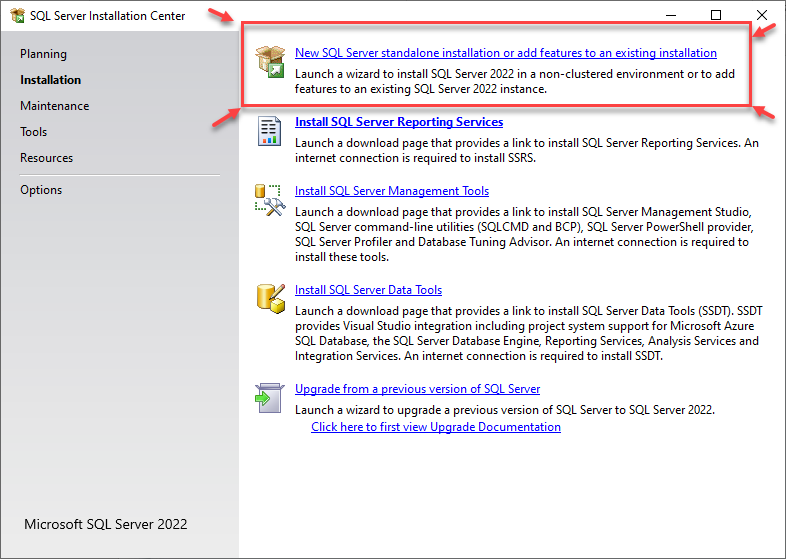 SQL Server Installation Center
Planning
Installation
Maintenance
Tools
Resources
Options
New SQL Server standalone installation or add features to an existing installation
Launch a wizard to install SQL Server 2022 in a non-clustered environment or to add
features to an existing SQL Server 2022 instance.
Install SQL Server Reporting Services
Launch a download page that provides a link to install SQL Server Reporting Services. An
internet connection is required to install SSRS.
Install SQL Server Management Tools
Launch a download page that provides a link to install SQL Server Management Studio,
SQL Server command-line utilities (SQLCMD and BCP), SQL Server PowerShell provider,
SQL Server Profiler and Database Tuning Advisor. An internet connection is required to
install these tools.
Install SQL Server Data Tools
Launch a download page that provides a link to install SQL Server Data Tools (SSDT). SSDT
provides Visual Studio integration including project system support for Microsoft Azure
SQL Database, the SQL Server Database Engine, Reporting Services, Analysis Services and
Integration Services. An internet connection is required to install SSDT.
Upgrade from a previous version of SQL Server
Launch a wizard to upgrade a previous version of SQL Server to SQL Server 2022.
Click here to first view Upgrade Documentation
Microsoft SQL Server 2022